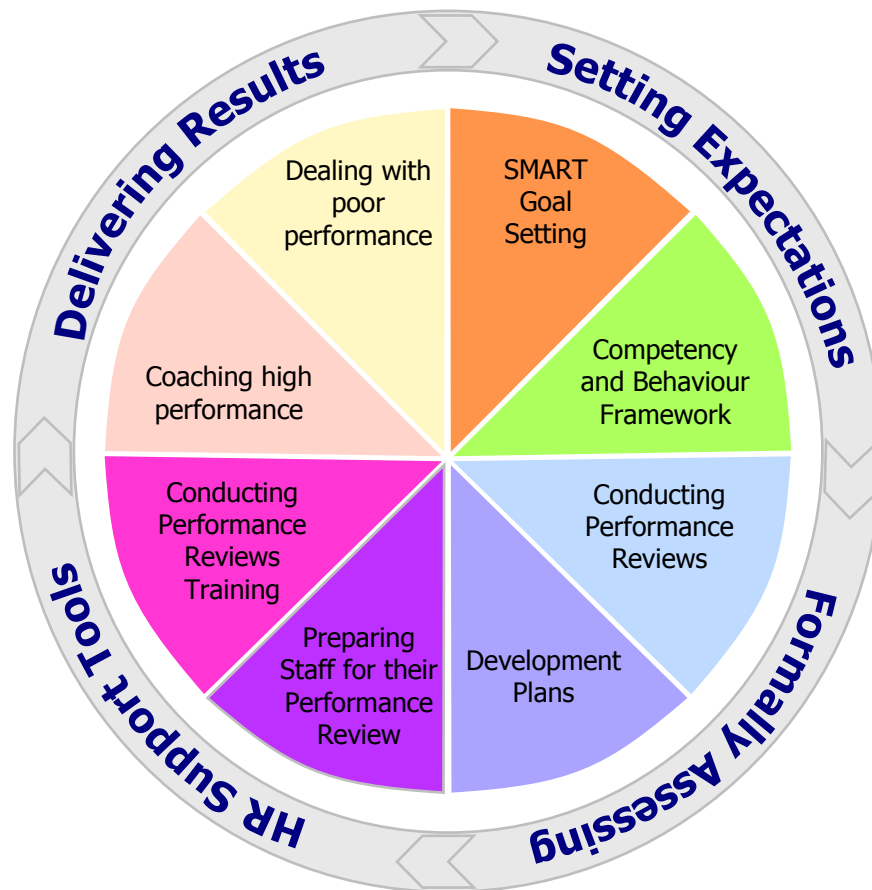 Setting Expectations
SMART
Goal
Setting
Competency
and Behaviour
Framework
Formally Assessing
Conducting
Performance
Reviews
Development
Plans
HR Support Tools
Preparing
Staff for their
Performance
Review
Conducting
Performance
Reviews
Training
Delivering Results
Coaching high
performance
Dealing with
poor
performance